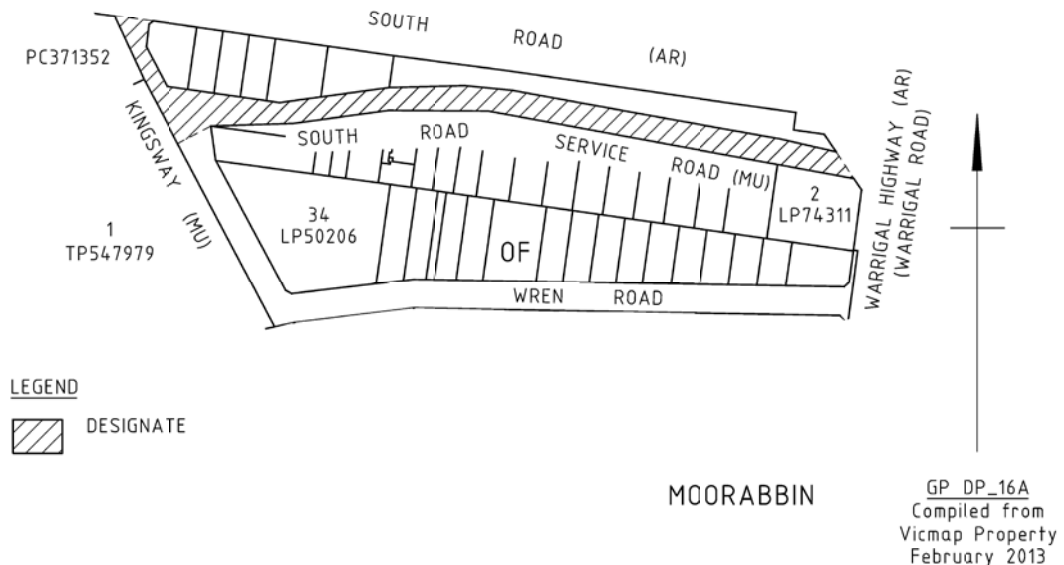 SOUTH ROAD (AR)
PC371352
KINGSWAY (MU)
SOUTH ROAD SERVICE ROAD (MU)
2
LP74311
34
LP50206
1
TP547979
OF
WREN ROAD
WARRIGAL HIGHWAY (AR)
(WARRIGAL ROAD)
LEGEND
DESIGNATE
MOORABBIN
GP DP_16A
Compiled from
Vicmap Property
February 2013